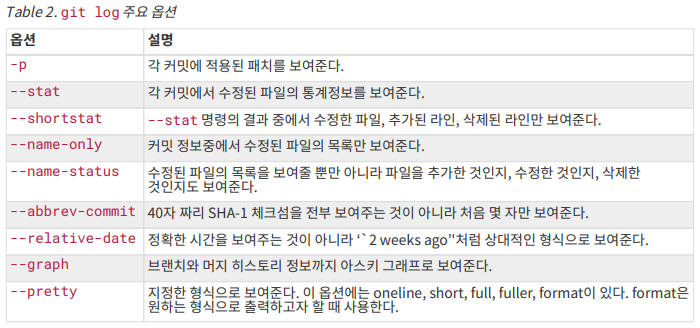 Table 2. git log 주요 옵션
옵션 설명
-p 각 커밋에 적용된 패치를 보여준다.
--stat 각 커밋에서 수정된 파일의 통계정보를 보여준다.
--shortstat --stat 명령의 결과 중에서 수정한 파일, 추가된 라인, 삭제된 라인만 보여준다.
--name-only 커밋 정보중에서 수정된 파일의 목록만 보여준다.
--name-status 수정된 파일의 목록을 보여줄 뿐만 아니라 파일을 추가한 것인지, 수정한 것인지, 삭제한
것인지도 보여준다.
--abbrev-commit 40자 짜리 SHA-1 체크섬을 전부 보여주는 것이 아니라 처음 몇 자만 보여준다.
--relative-date 정확한 시간을 보여주는 것이 아니라 ‘`2 weeks ago’'처럼 상대적인 형식으로 보여준다.
--graph 브랜치와 머지 히스토리 정보까지 아스키 그래프로 보여준다.
--pretty 지정한 형식으로 보여준다. 이 옵션에는 oneline, short, full, fuller, format이 있다. format은
원하는 형식으로 출력하고자 할 때 사용한다.